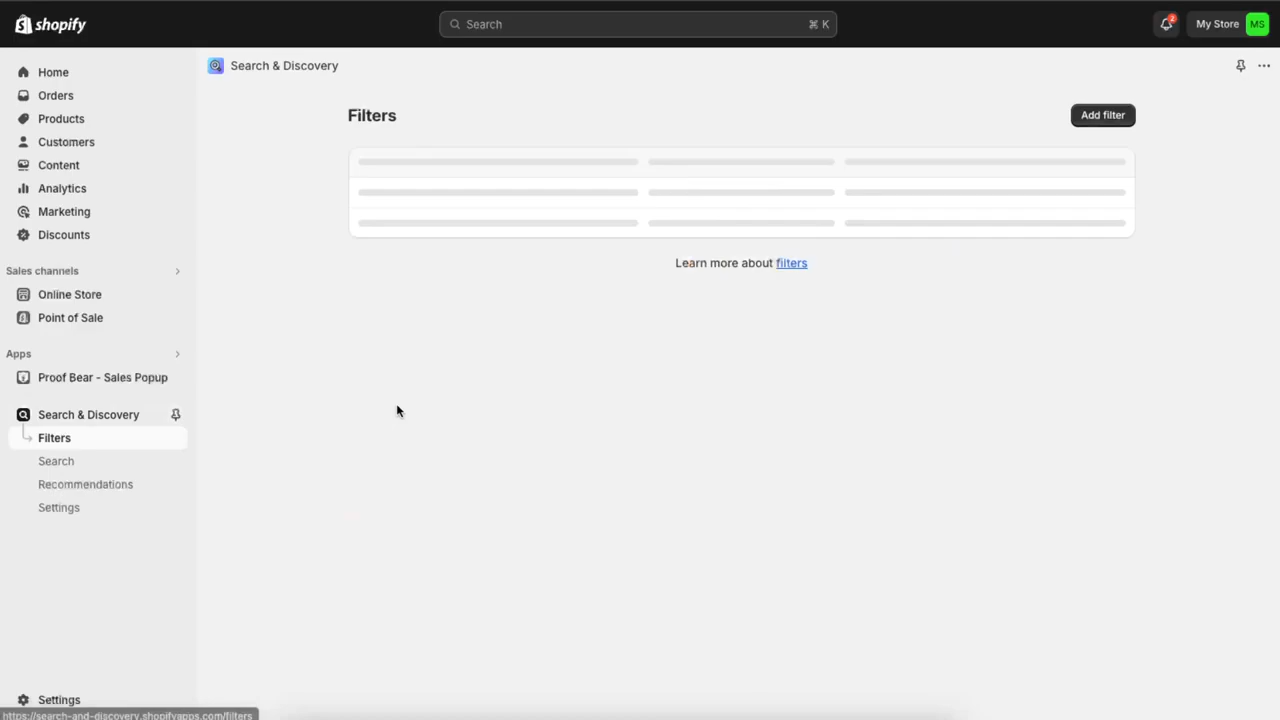 shopify
Search
⌘ K
2
My Store
MS
Home
Orders
Products
Customers
Content
Analytics
Marketing
Discounts
Sales channels
Online Store
Point of Sale
Apps
Proof Bear - Sales Popup
Search & Discovery
Filters
Search
Recommendations
Settings
Settings
https://search-and-discovery.shopifyapps.com/filters
Search & Discovery
Filters
Add filter
Learn more about filters